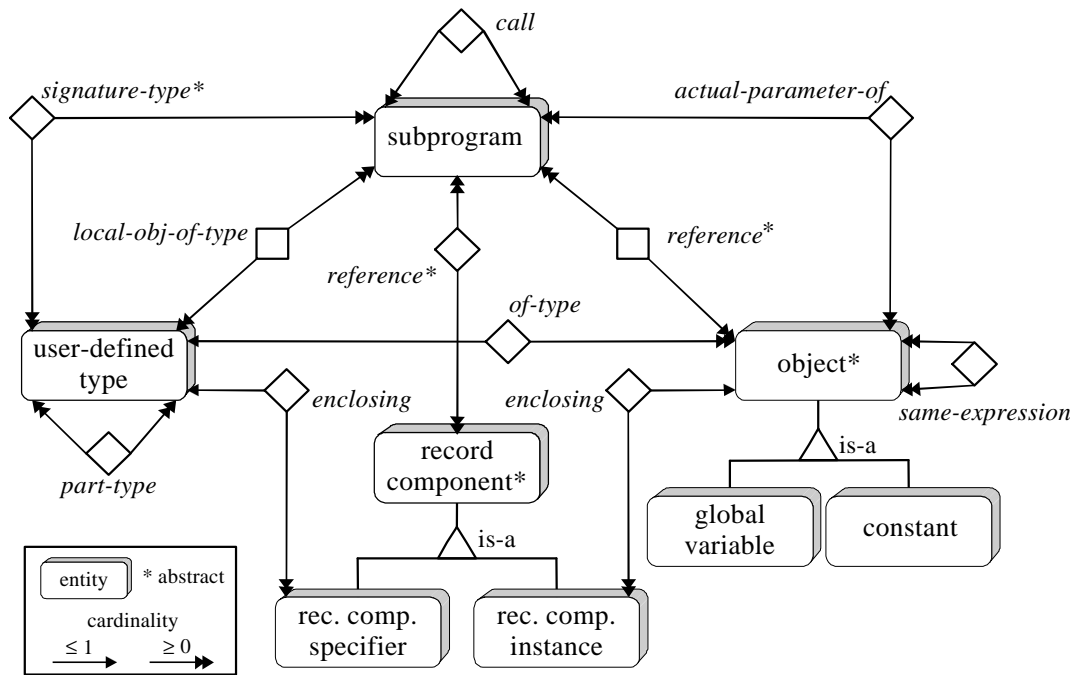 call
signature-type*
actual-parameter-of
subprogram
local-obj-of-type
reference*
reference*
of-type
user-defined
type
object*
enclosing
enclosing
same-expression
part-type
record
component*
is-a
is-a
global
variable
constant
entity
* abstract
cardinality
≤ 1
≥ 0
rec. comp.
specifier
rec. comp.
instance